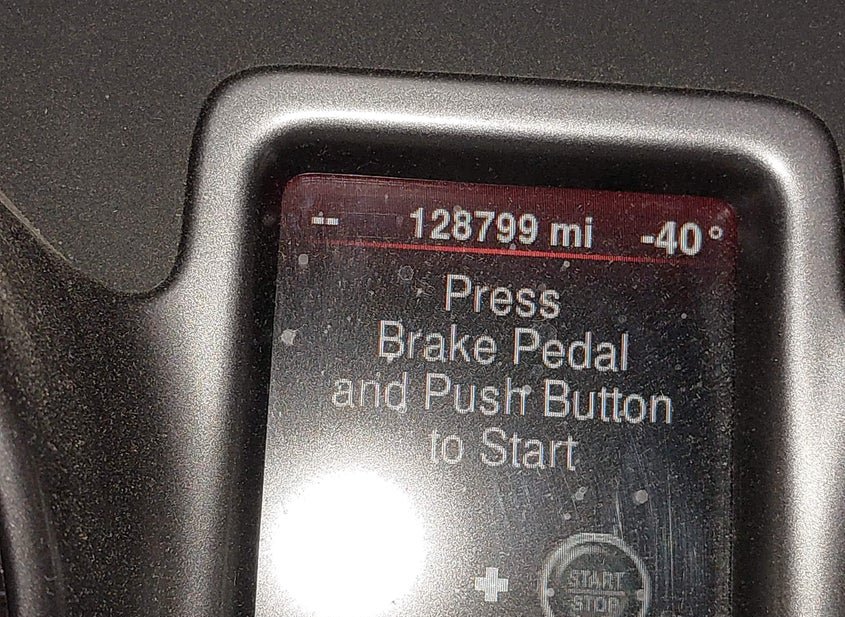 -- 128799 mi -40°
Press
Brake Pedal
and Push Button
to Start
+ START
STOP